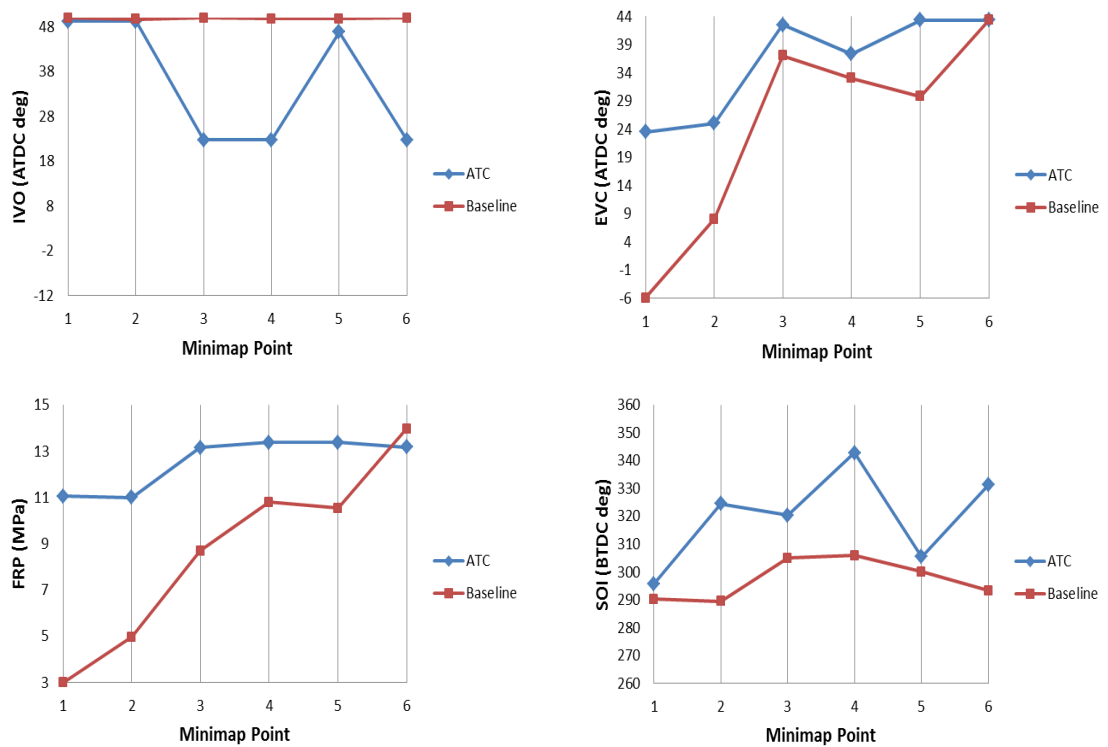 IVO (ATDC deg)
48
38
28
18
8
-2
-12
1 2 3 4 5 6
Minimap Point
ATC
Baseline
EVC (ATDC deg)
44
39
34
29
24
19
14
9
4
-1
-6
1 2 3 4 5 6
Minimap Point
ATC
Baseline
FRP (MPa)
15
13
11
9
7
5
3
1 2 3 4 5 6
Minimap Point
ATC
Baseline
SOI (BTDC deg)
360
350
340
330
320
310
300
290
280
270
260
1 2 3 4 5 6
Minimap Point
ATC
Baseline